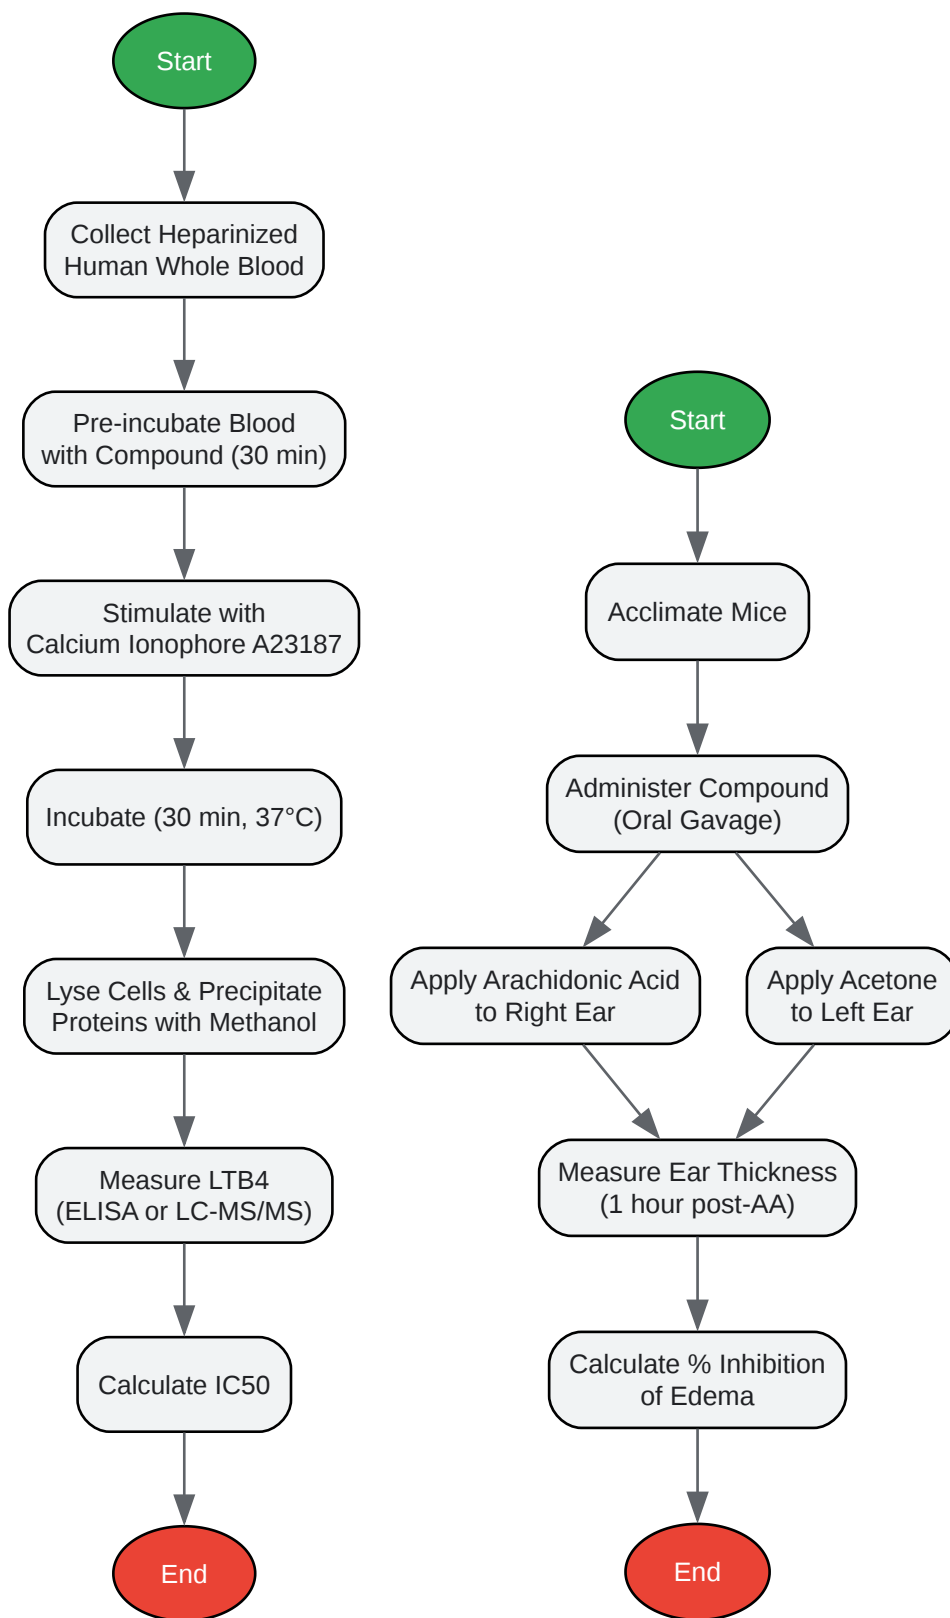 Start
Collect Heparinized
Human Whole Blood
Pre-incubate Blood
with Compound (30 min)
Stimulate with
Calcium Ionophore A23187
Incubate (30 min, 37°C)
Lyse Cells & Precipitate
Proteins with Methanol
Measure LTB4
(ELISA or LC-MS/MS)
Calculate IC50
End
Start
Acclimate Mice
Administer Compound
(Oral Gavage)
Apply Arachidonic Acid
to Right Ear
Apply Acetone
to Left Ear
Measure Ear Thickness
(1 hour post-AA)
Calculate % Inhibition
of Edema
End